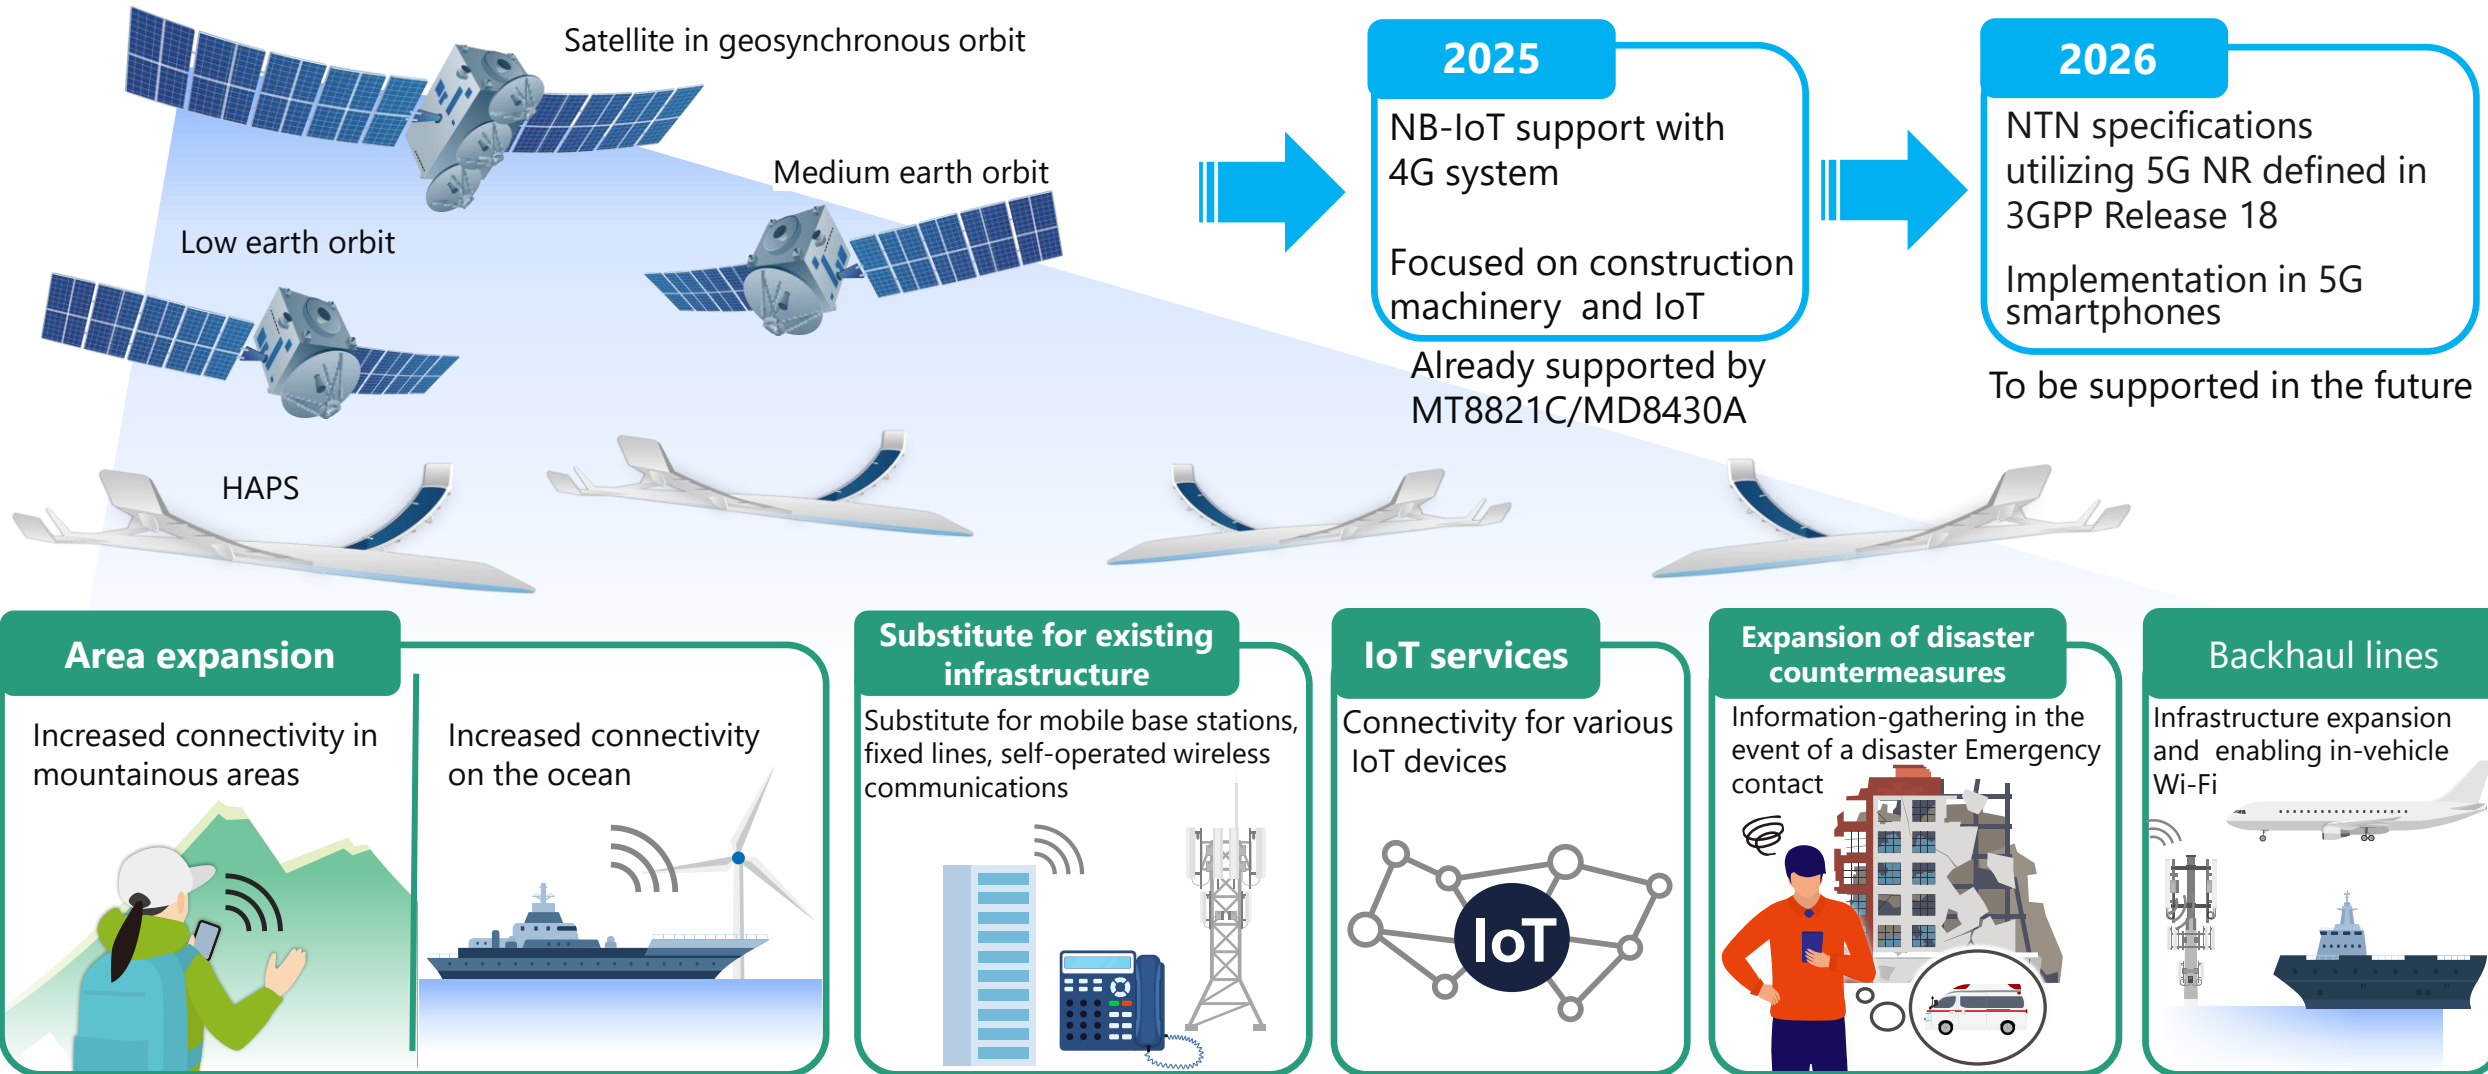 Satellite in geosynchronous orbit
Medium earth orbit
Low earth orbit
HAPS
2025
NB-IoT support with
4G system
Focused on construction
machinery and IoT
Already supported by
MT8821C/MD8430A
2026
NTN specifications
utilizing 5G NR defined in
3GPP Release 18
Implementation in 5G
smartphones
To be supported in the future
Area expansion
Increased connectivity in
mountainous areas
Increased connectivity
on the ocean
Substitute for existing
infrastructure
Substitute for mobile base stations,
fixed lines, self-operated wireless
communications
IoT services
Connectivity for various
IoT devices
IoT
Expansion of disaster
countermeasures
Information-gathering in the
event of a disaster Emergency
contact
Backhaul lines
Infrastructure expansion
and enabling in-vehicle
Wi-Fi